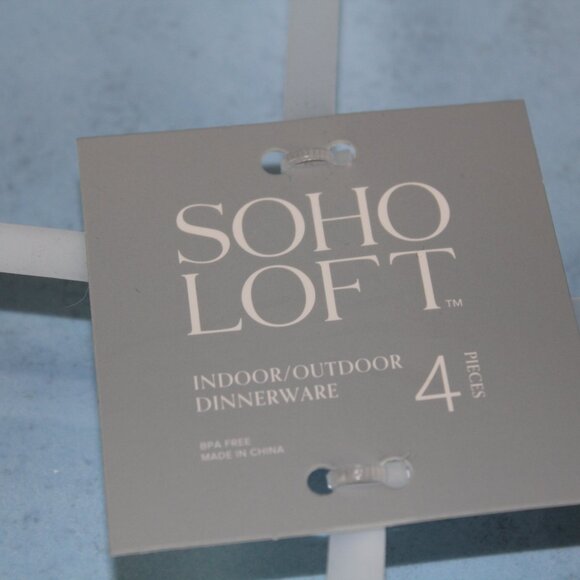 SOHO
LOFT™
INDOOR/OUTDOOR
DINNERWARE
4 PIECES
BPA FREE
MADE IN CHINA